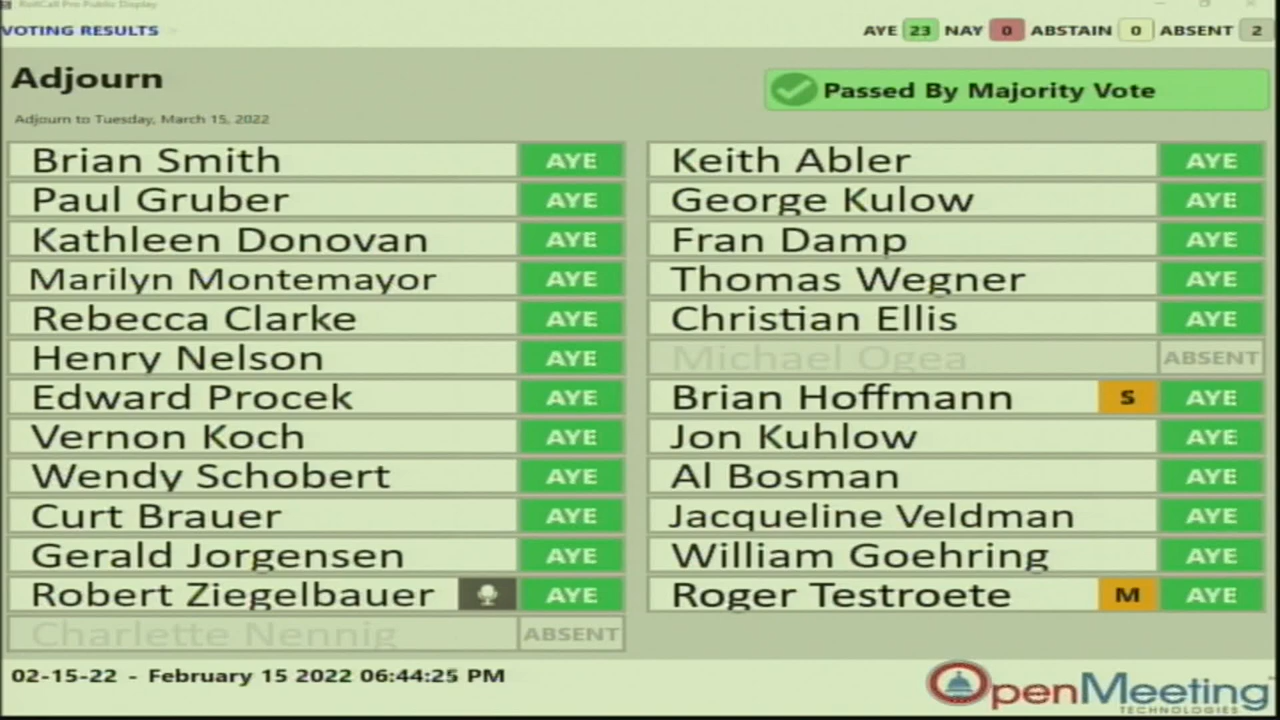 RollCall Pro Public Display
VOTING RESULTS
AYE 23 NAY 0 ABSTAIN 0 ABSENT 2
Adjourn
Passed By Majority Vote
Adjourn to Tuesday, March 15, 2022
Brian Smith AYE
Paul Gruber AYE
Kathleen Donovan AYE
Marilyn Montemayor AYE
Rebecca Clarke AYE
Henry Nelson AYE
Edward Procek AYE
Vernon Koch AYE
Wendy Schobert AYE
Curt Brauer AYE
Gerald Jorgensen AYE
Robert Ziegelbauer AYE
Charlette Nennig ABSENT
Keith Abler AYE
George Kulow AYE
Fran Damp AYE
Thomas Wegner AYE
Christian Ellis AYE
Michael Ogea ABSENT
Brian Hoffmann S AYE
Jon Kuhlow AYE
Al Bosman AYE
Jacqueline Veldman AYE
William Goehring AYE
Roger Testroete M AYE
02-15-22 - February 15 2022 06:44:25 PM
OpenMeeting
TECHNOLOGIES